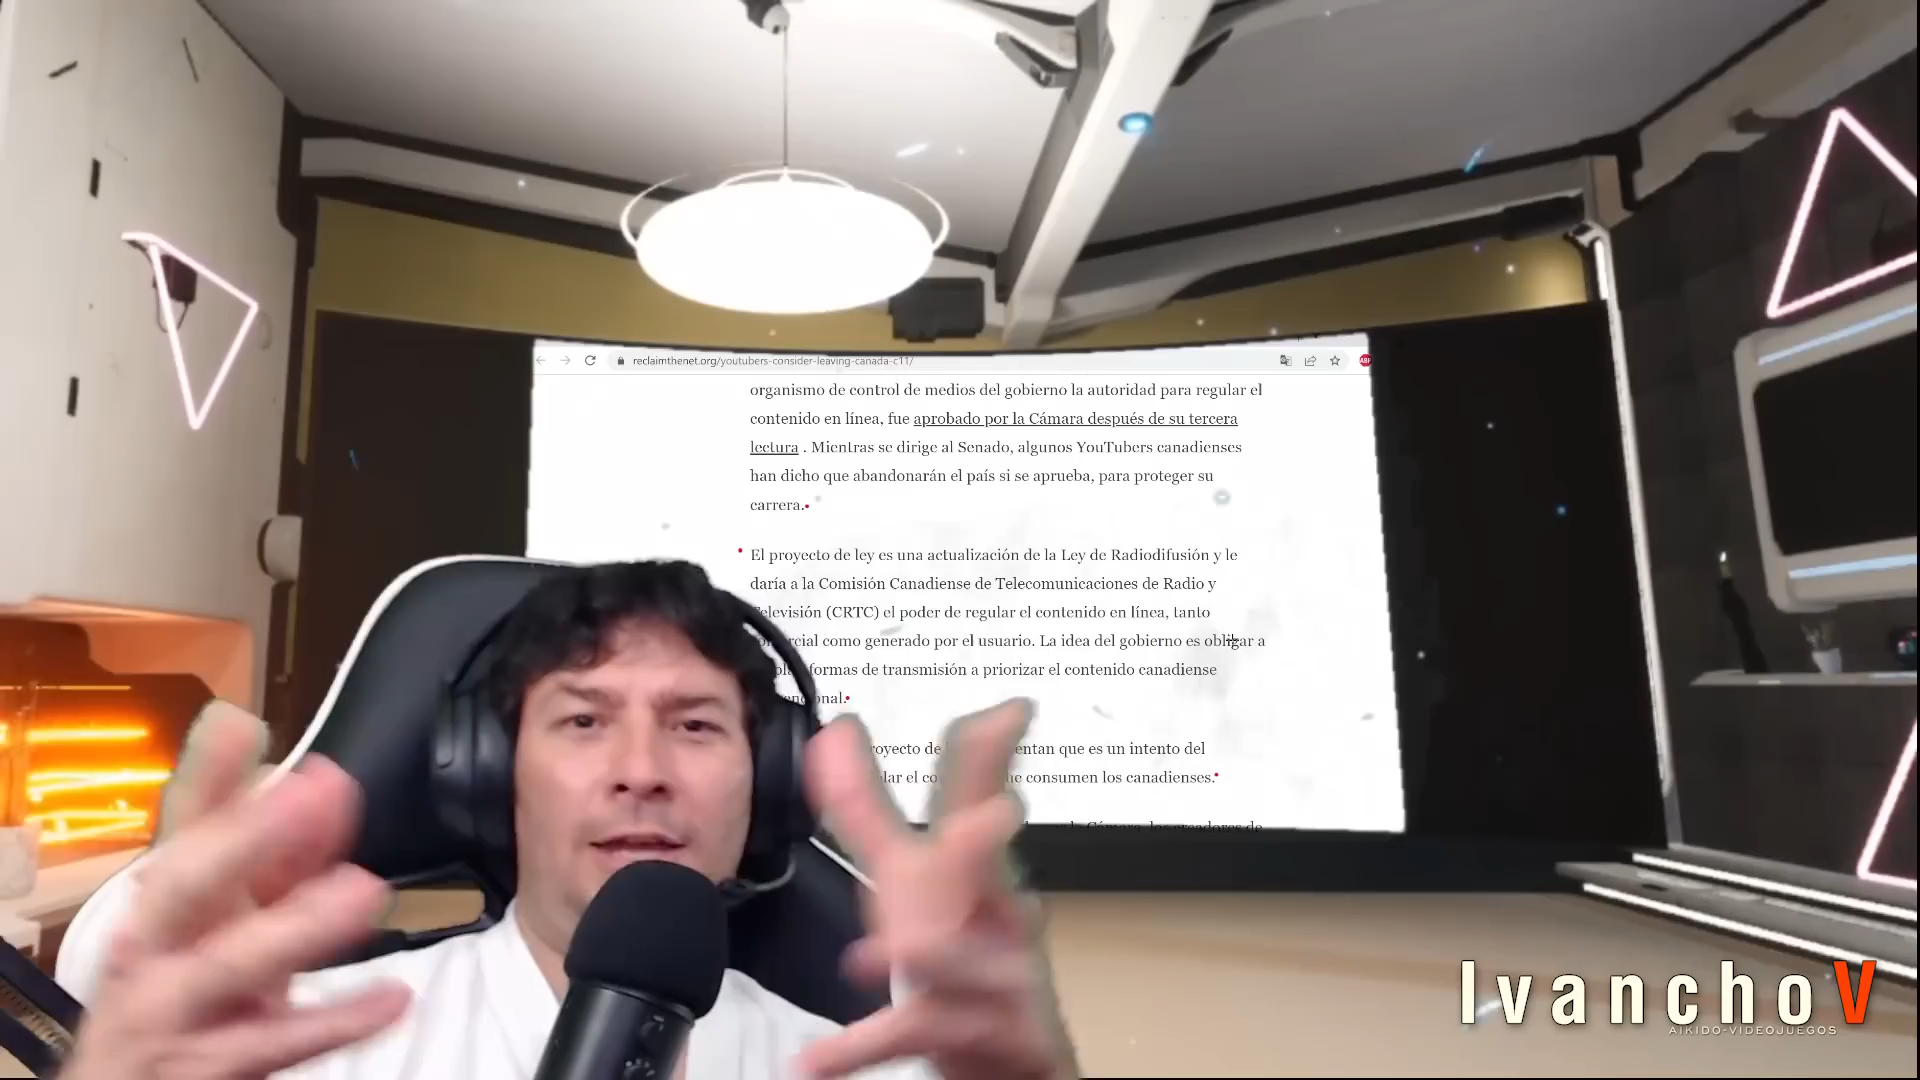 reclaimthenet.org/youtubers-consider-leaving-canada-c11/
ABP
organismo de control de medios del gobierno la autoridad para regular el
contenido en línea, fue aprobado por la Cámara después de su tercera
lectura . Mientras se dirige al Senado, algunos YouTubers canadienses
han dicho que abandonarán el país si se aprueba, para proteger su
carrera.
El proyecto de ley es una actualización de la Ley de Radiodifusión y le
daría a la Comisión Canadiense de Telecomunicaciones de Radio y
Televisión (CRTC) el poder de regular el contenido en línea, tanto
comercial como generado por el usuario. La idea del gobierno es obligar a
formas de transmisión a priorizar el contenido canadiense
royecto de entan que es un intento del
lar el consumen los canadienses.
IvanchoV
AIKIDO-VIDEOJUEGOS